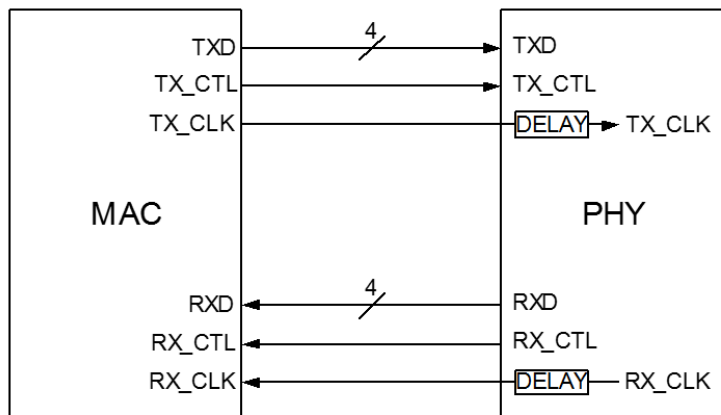 4
TXD TXD
TX_CTL TX_CTL
TX_CLK DELAY TX_CLK
MAC PHY
4
RXD RXD
RX_CTL RX_CTL
RX_CLK DELAY RX_CLK